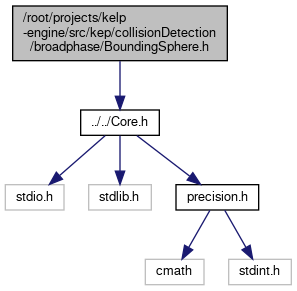 /root/projects/kelp
-engine/src/kep/collisionDetection
/broadphase/BoundingSphere.h
../../Core.h
stdio.h
stdlib.h
precision.h
cmath
stdint.h